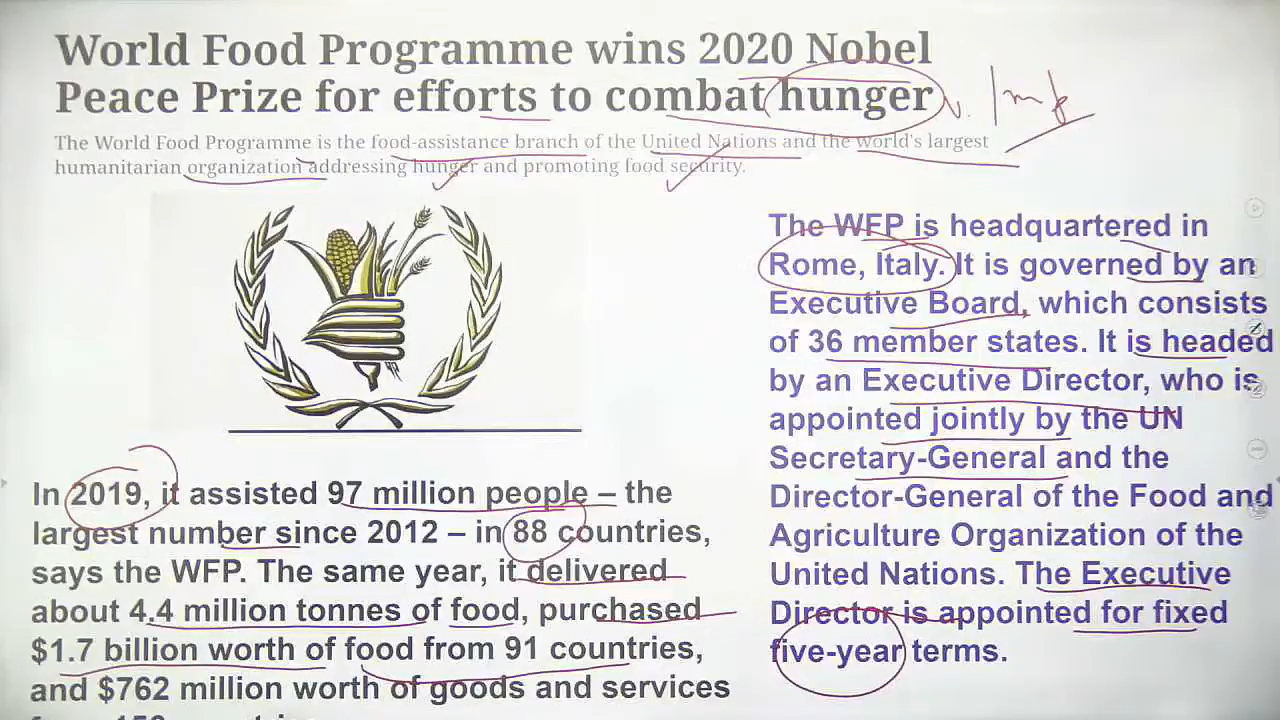 World Food Programme wins 2020 Nobel
Peace Prize for efforts to combat hunger
v. Imp
The World Food Programme is the food-assistance branch of the United Nations and the world's largest
humanitarian organization addressing hunger and promoting food security.
The WFP is headquartered in
Rome, Italy. It is governed by an
Executive Board, which consists
of 36 member states. It is headed
by an Executive Director, who is
appointed jointly by the UN
Secretary-General and the
Director-General of the Food and
Agriculture Organization of the
United Nations. The Executive
Director is appointed for fixed
five-year terms.
In 2019, it assisted 97 million people – the
largest number since 2012 – in 88 countries,
says the WFP. The same year, it delivered
about 4.4 million tonnes of food, purchased
$1.7 billion worth of food from 91 countries,
and $762 million worth of goods and services